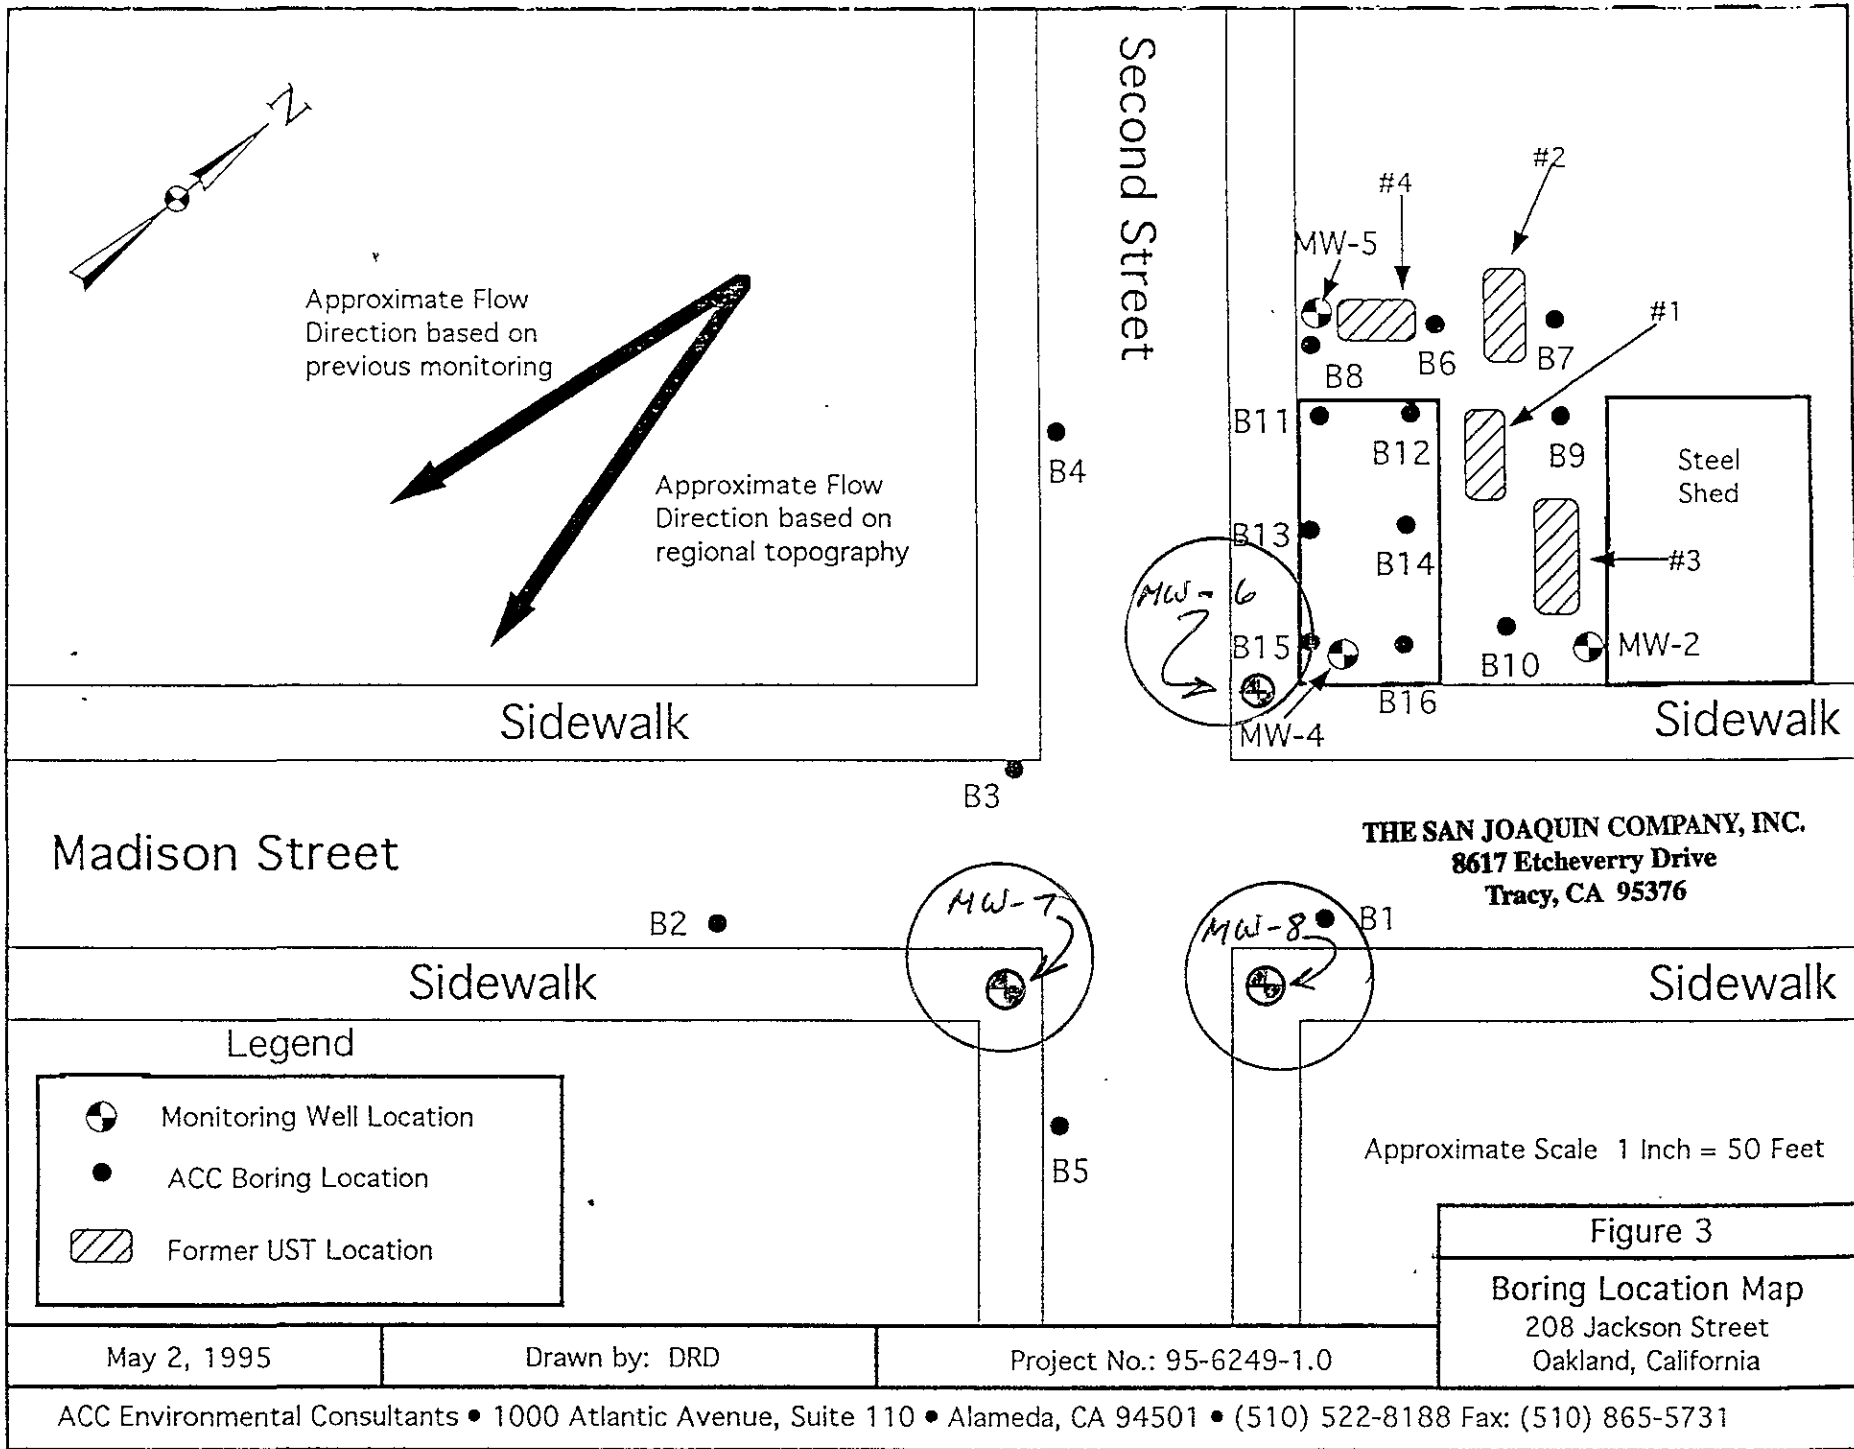 N
Second Street
#2
#4
MW-5
#1
Approximate Flow
Direction based on
previous monitoring
B8
B6
B7
B11
B12
B9
B4
Steel
Shed
Approximate Flow
Direction based on
regional topography
B13
B14
#3
MW-6
B15
B10
MW-2
B16
MW-4
Sidewalk
Sidewalk
B3
Madison Street
THE SAN JOAQUIN COMPANY, INC.
8617 Etcheverry Drive
Tracy, CA 95376
B2
MW-7
MW-8
B1
Sidewalk
Sidewalk
Legend
Monitoring Well Location
ACC Boring Location
Former UST Location
B5
Approximate Scale 1 Inch = 50 Feet
Figure 3
Boring Location Map
208 Jackson Street
Oakland, California
May 2, 1995
Drawn by: DRD
Project No.: 95-6249-1.0
ACC Environmental Consultants • 1000 Atlantic Avenue, Suite 110 • Alameda, CA 94501 • (510) 522-8188 Fax: (510) 865-5731